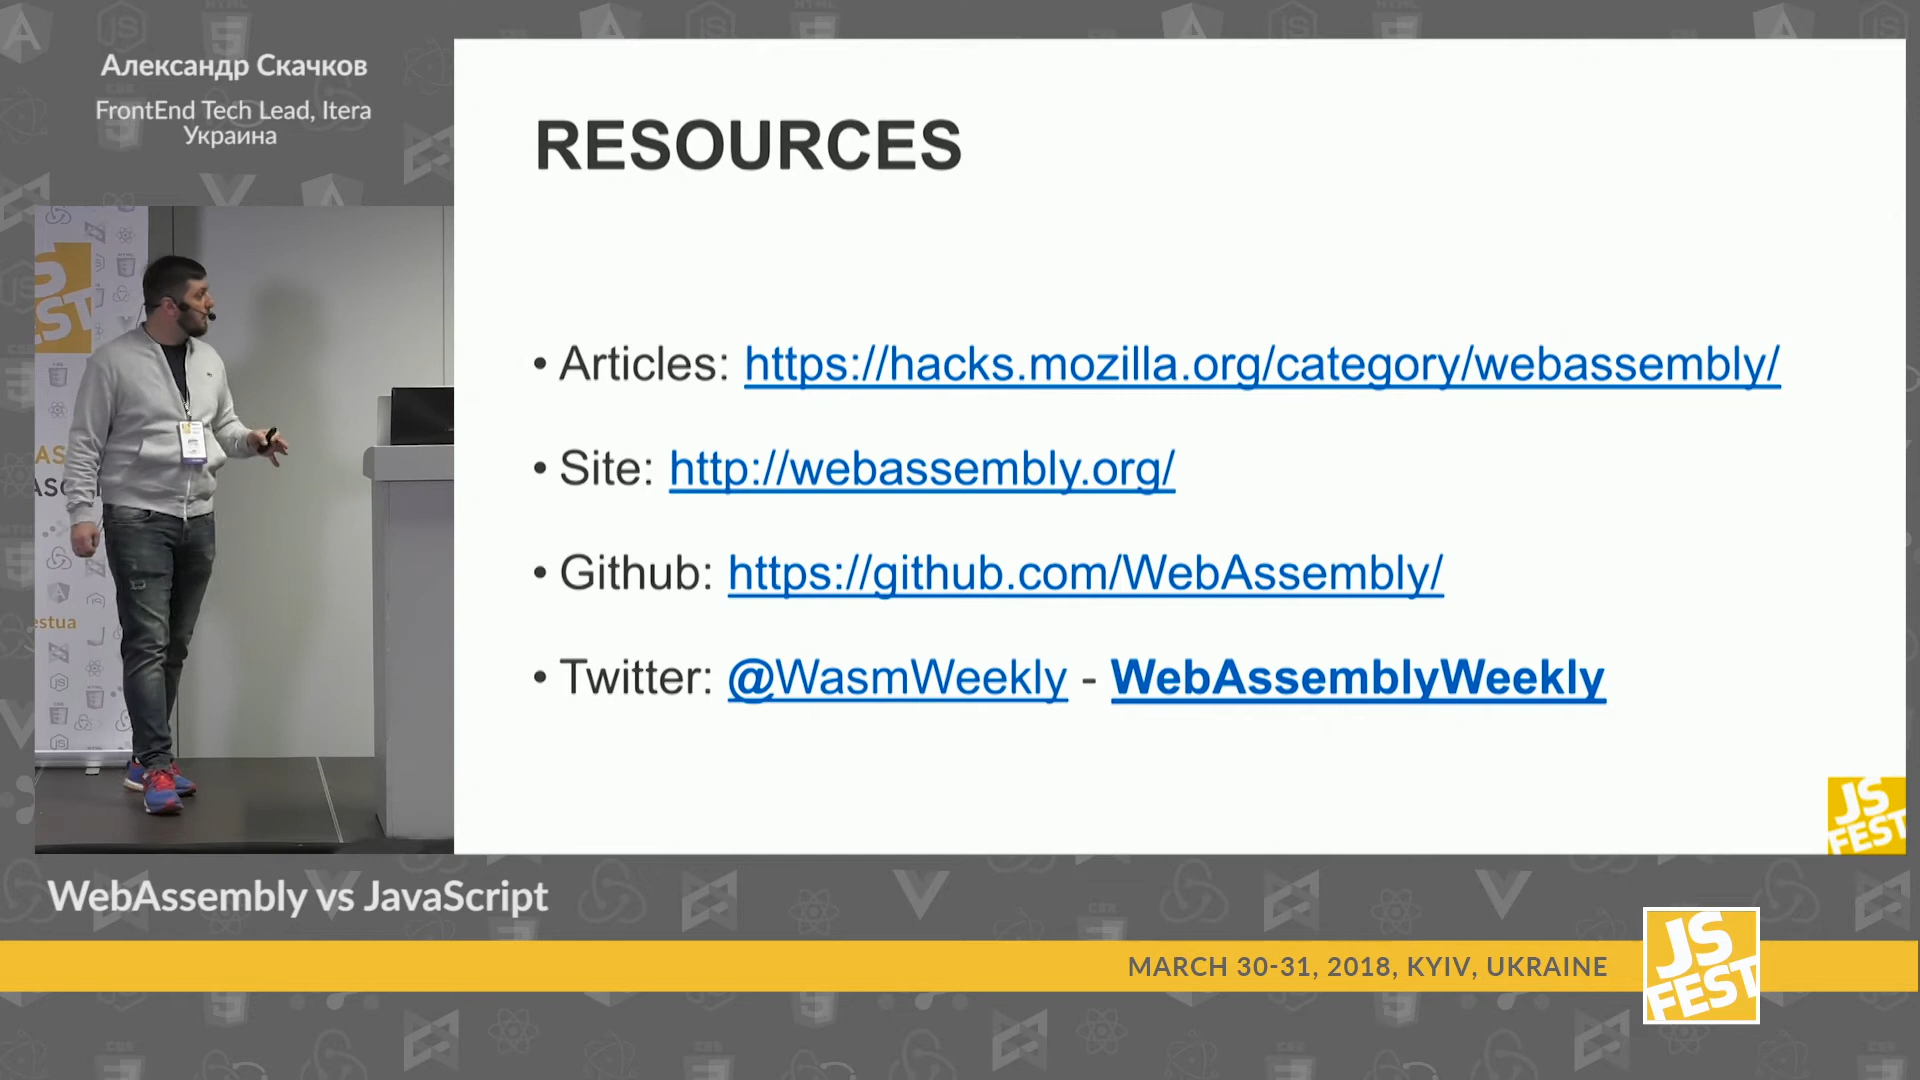 Александр Скачков
FrontEnd Tech Lead, Itera
Украина
RESOURCES
• Articles: https://hacks.mozilla.org/category/webassembly/
• Site: http://webassembly.org/
• Github: https://github.com/WebAssembly/
• Twitter: @WasmWeekly - WebAssemblyWeekly
JS
FEST
WebAssembly vs JavaScript
MARCH 30-31, 2018, KYIV, UKRAINE
JS
FEST